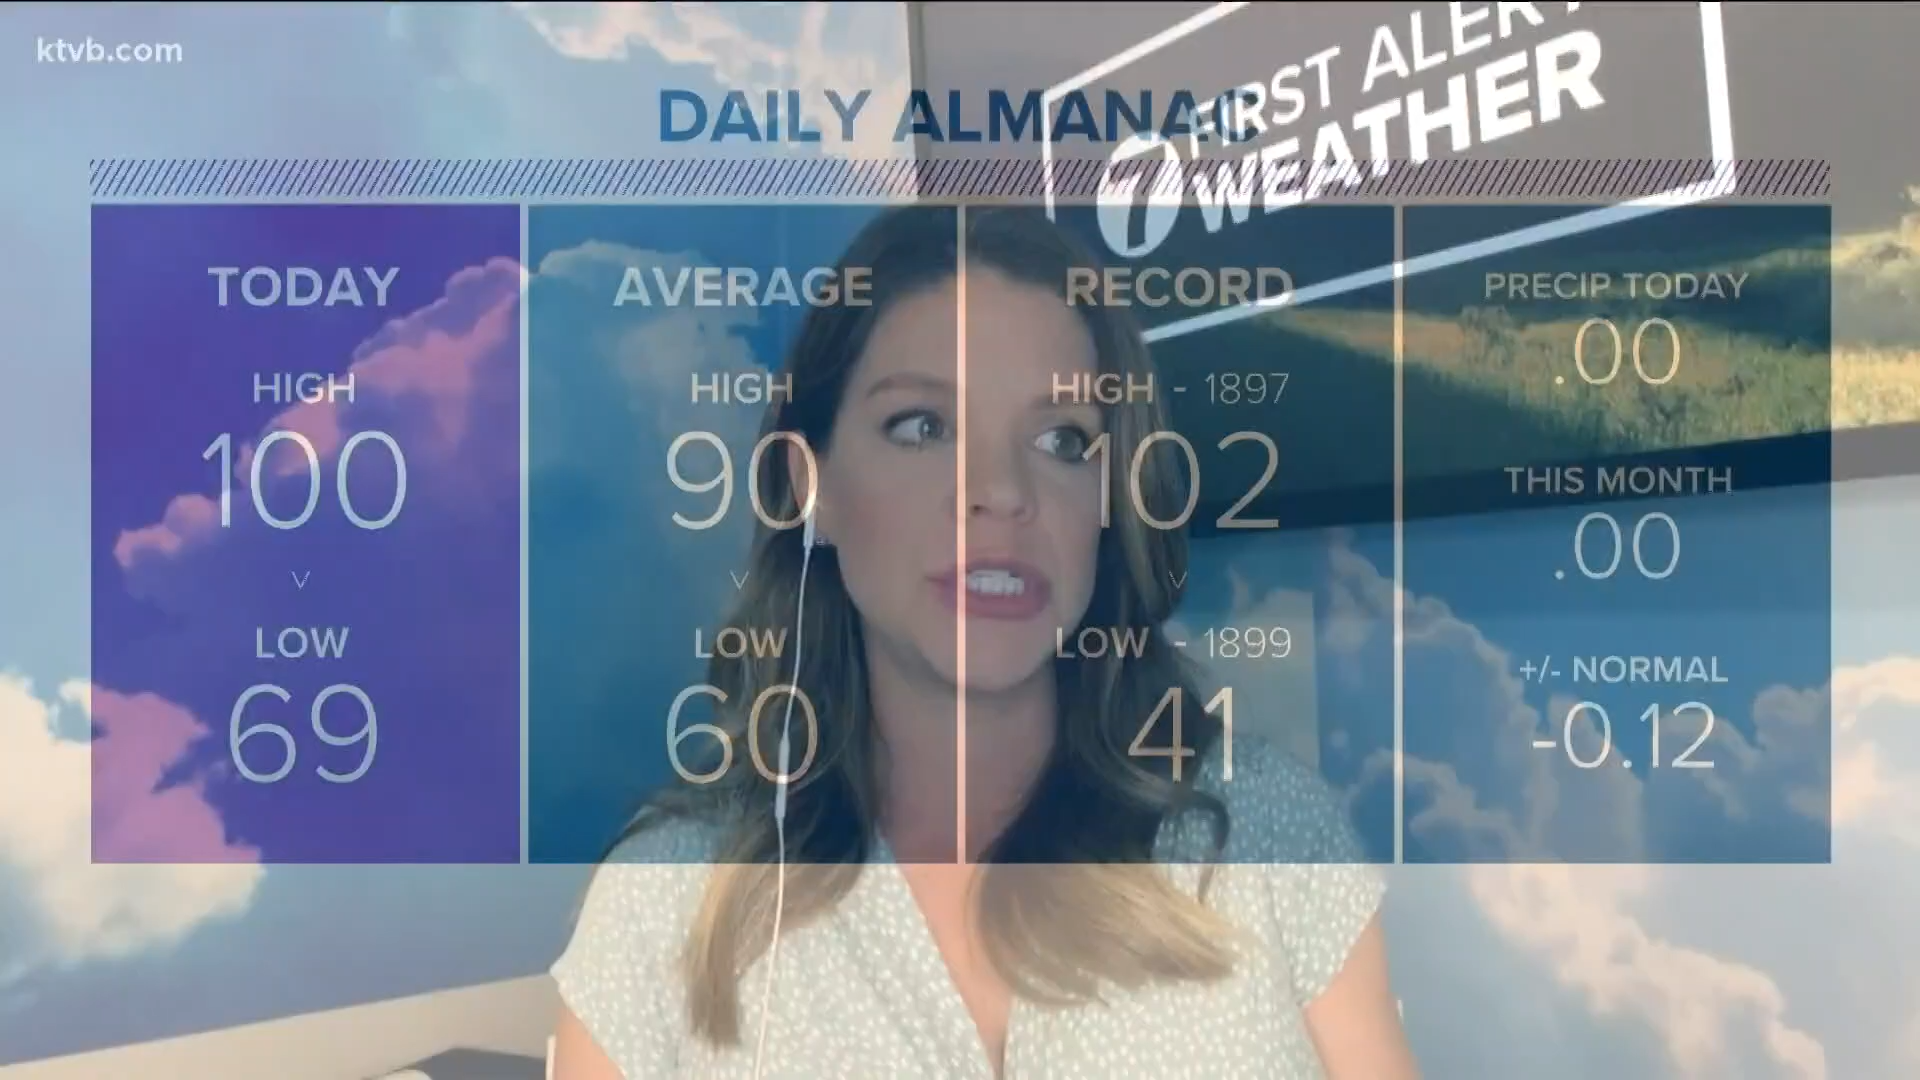 ktvb.com
FIRST ALERT
7 WEATHER
DAILY ALMANAC
TODAY
HIGH
100
LOW
69
AVERAGE
HIGH
90
LOW
60
RECORD
HIGH - 1897
102
LOW - 1899
41
PRECIP TODAY
.00
THIS MONTH
.00
+/- NORMAL
-0.12